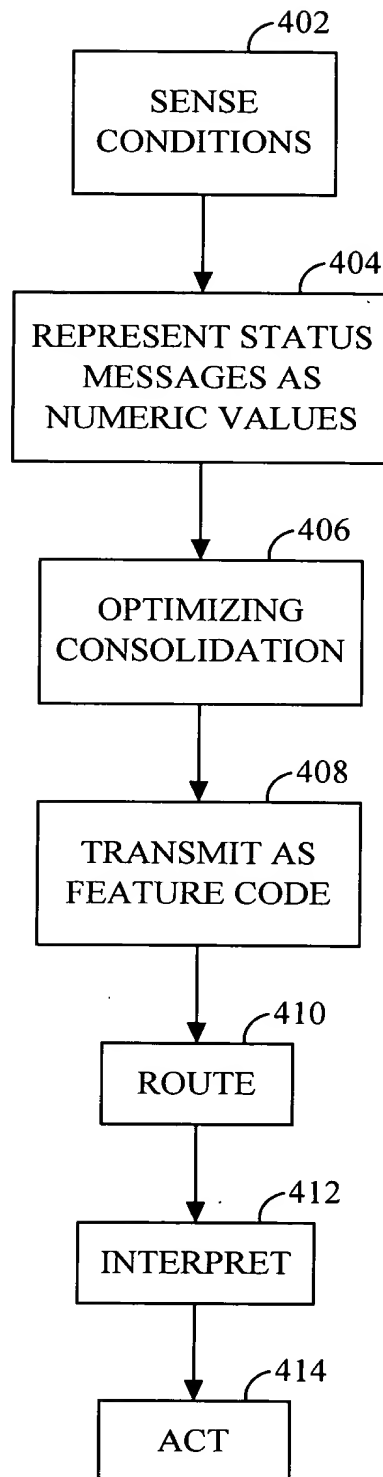 402
SENSE
CONDITIONS
404
REPRESENT STATUS
MESSAGES AS
NUMERIC VALUES
406
OPTIMIZING
CONSOLIDATION
408
TRANSMIT AS
FEATURE CODE
410
ROUTE
412
INTERPRET
414
ACT